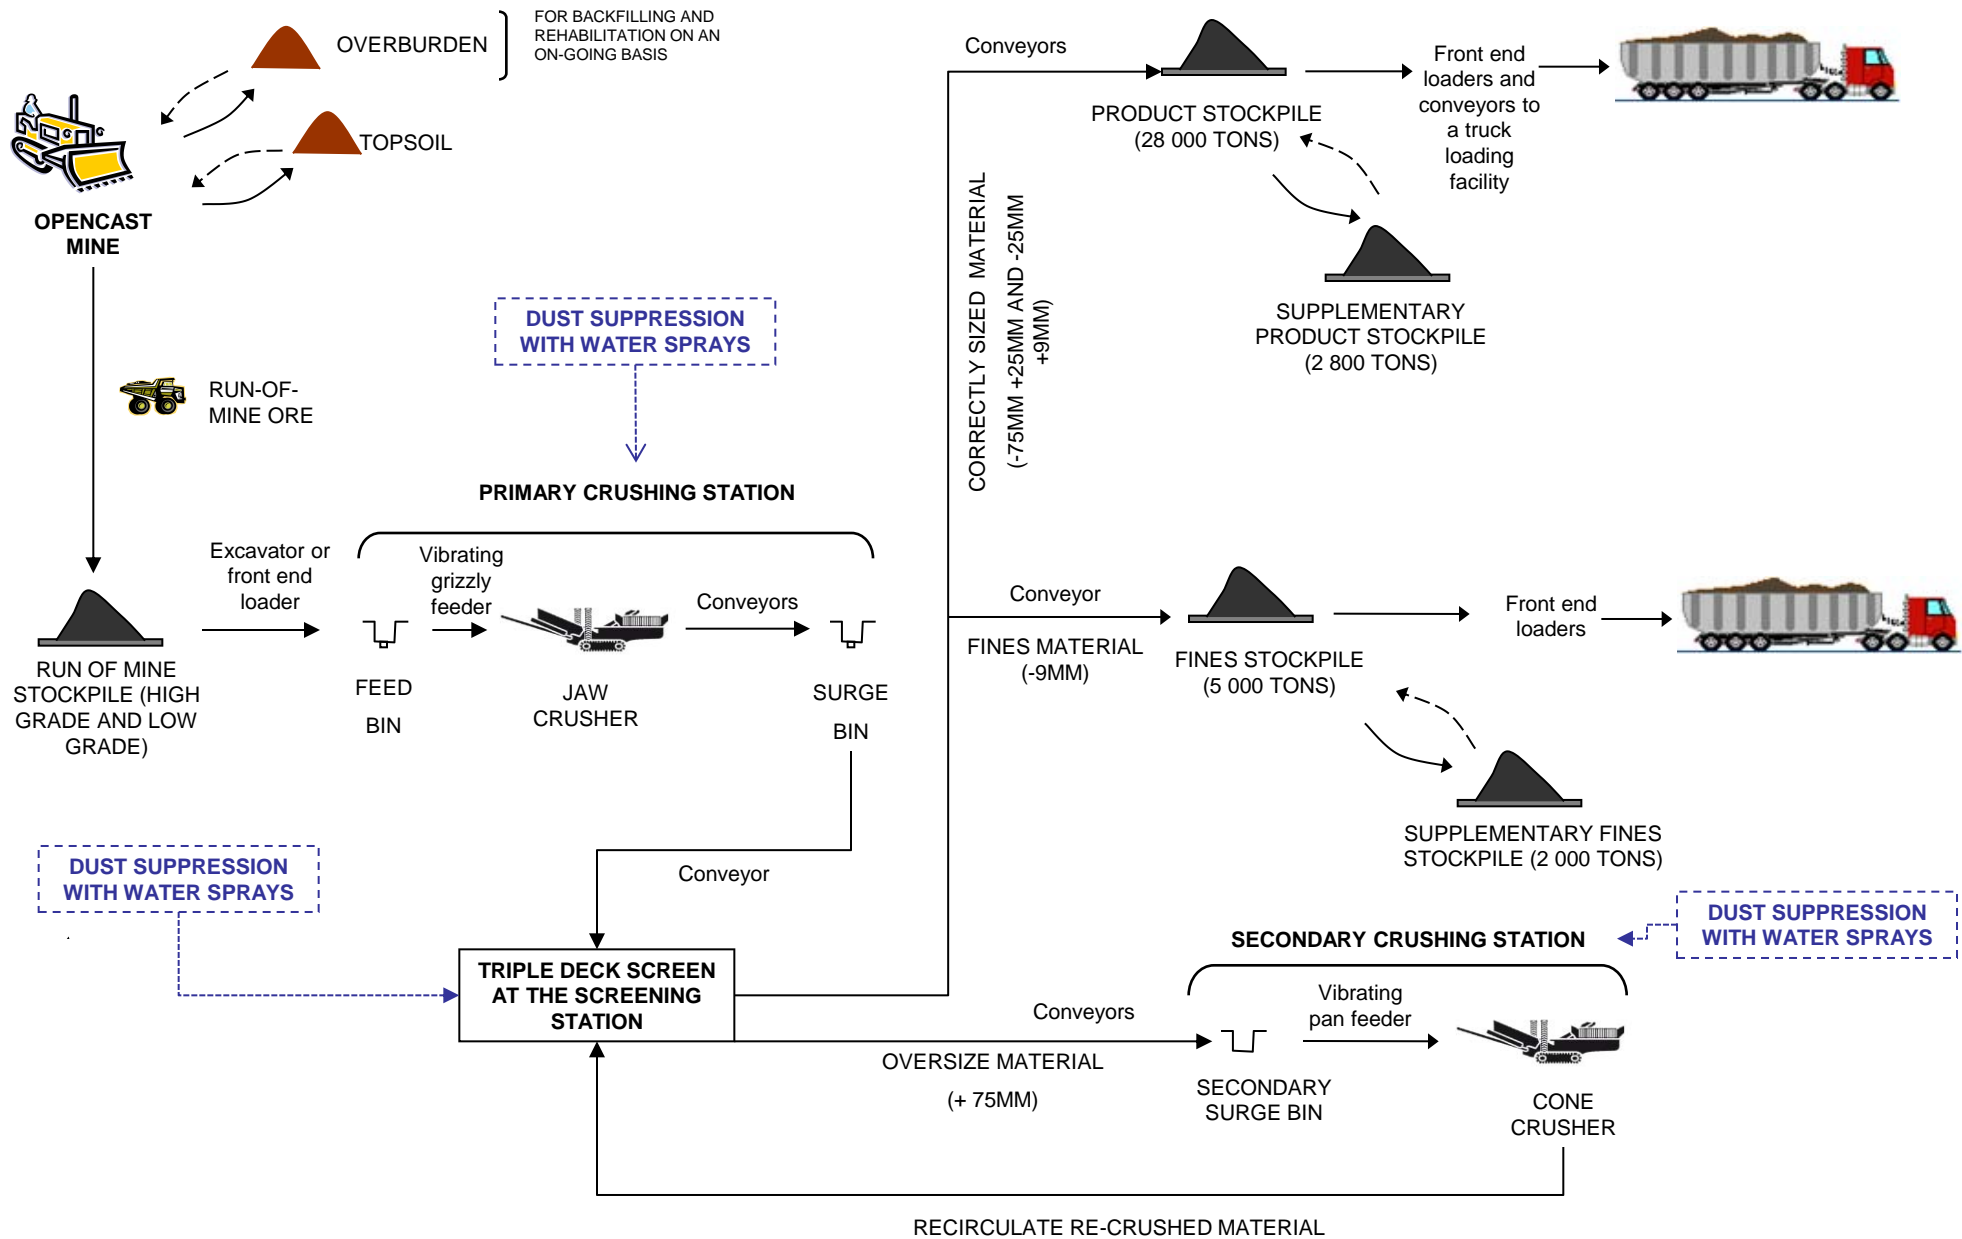 FOR BACKFILLING AND
REHABILITATION ON AN
ON-GOING BASIS
OVERBURDEN
TOPSOIL
OPENCAST
MINE
RUN-OF-
MINE ORE
DUST SUPPRESSION
WITH WATER SPRAYS
PRIMARY CRUSHING STATION
Excavator or
front end
loader
Vibrating
grizzly
feeder
Conveyors
RUN OF MINE
STOCKPILE (HIGH
GRADE AND LOW
GRADE)
FEED
BIN
JAW
CRUSHER
SURGE
BIN
Conveyor
DUST SUPPRESSION
WITH WATER SPRAYS
TRIPLE DECK SCREEN
AT THE SCREENING
STATION
CORRECTLY SIZED MATERIAL
(-75MM +25MM AND -25MM
+9MM)
Conveyors
PRODUCT STOCKPILE
(28 000 TONS)
Front end
loaders and
conveyors to
a truck
loading
facility
SUPPLEMENTARY
PRODUCT STOCKPILE
(2 800 TONS)
Conveyor
FINES MATERIAL
(-9MM)
FINES STOCKPILE
(5 000 TONS)
Front end
loaders
SUPPLEMENTARY FINES
STOCKPILE (2 000 TONS)
DUST SUPPRESSION
WITH WATER SPRAYS
SECONDARY CRUSHING STATION
Conveyors
OVERSIZE MATERIAL
(+ 75MM)
Vibrating
pan feeder
SECONDARY
SURGE BIN
CONE
CRUSHER
RECIRCULATE RE-CRUSHED MATERIAL